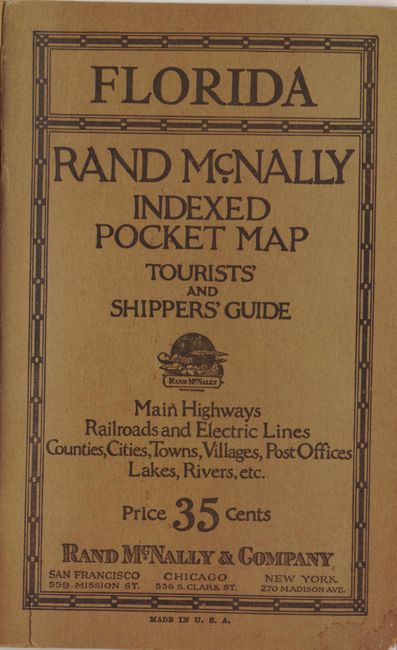 FLORIDA
RAND McNALLY
INDEXED
POCKET MAP
TOURISTS'
AND
SHIPPERS' GUIDE
RAND McNALLY
Main Highways
Railroads and Electric Lines
Counties, Cities, Towns, Villages, Post Offices
Lakes, Rivers, etc.
Price 35 Cents
RAND McNALLY & COMPANY
SAN FRANCISCO CHICAGO NEW YORK
559 MISSION ST. 536 S. CLARK ST. 270 MADISON AVE.
MADE IN U. S. A.